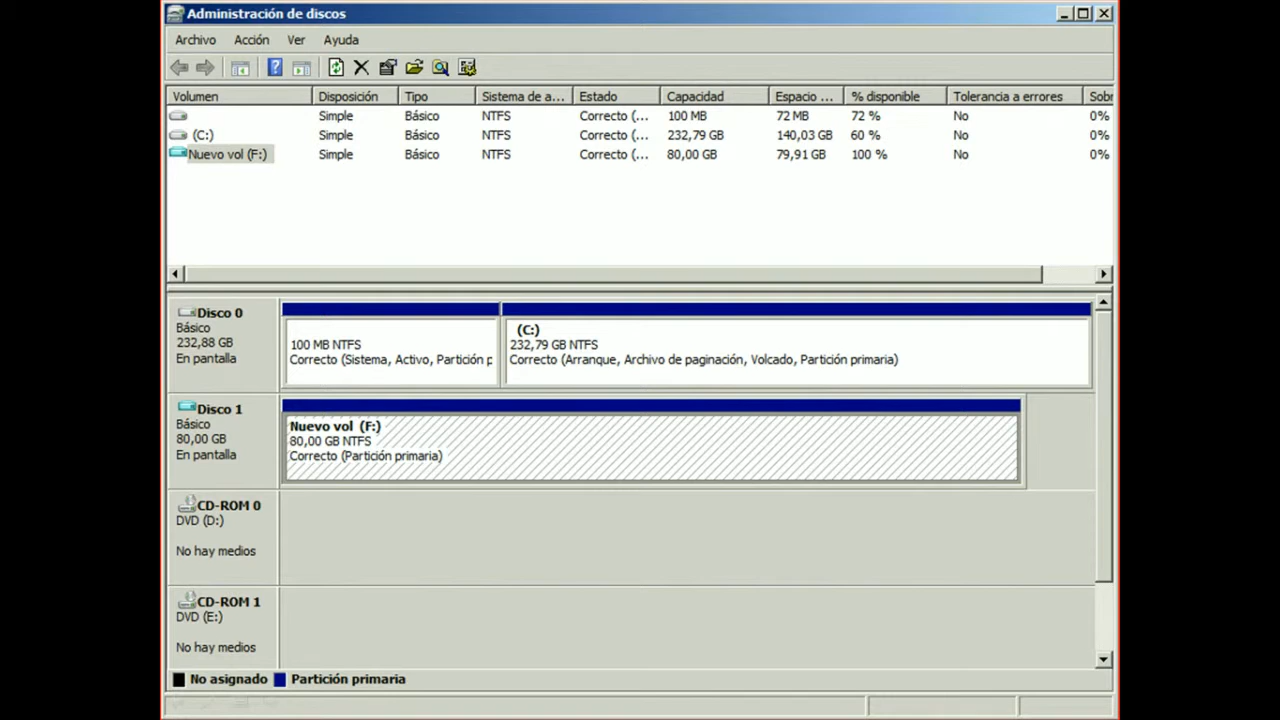 Administración de discos
Archivo Acción Ver Ayuda
Volumen Disposición Tipo Sistema de a... Estado Capacidad Espacio ... % disponible Tolerancia a errores Sobr
Simple Básico NTFS Correcto (... 100 MB 72 MB 72 % No 0%
(C:) Simple Básico NTFS Correcto (... 232,79 GB 140,03 GB 60 % No 0%
Nuevo vol (F:) Simple Básico NTFS Correcto (... 80,00 GB 79,91 GB 100 % No 0%
Disco 0
Básico
232,88 GB
En pantalla
100 MB NTFS
Correcto (Sistema, Activo, Partición p
(C:)
232,79 GB NTFS
Correcto (Arranque, Archivo de paginación, Volcado, Partición primaria)
Disco 1
Básico
80,00 GB
En pantalla
Nuevo vol (F:)
80,00 GB NTFS
Correcto (Partición primaria)
CD-ROM 0
DVD (D:)
No hay medios
CD-ROM 1
DVD (E:)
No hay medios
No asignado Partición primaria